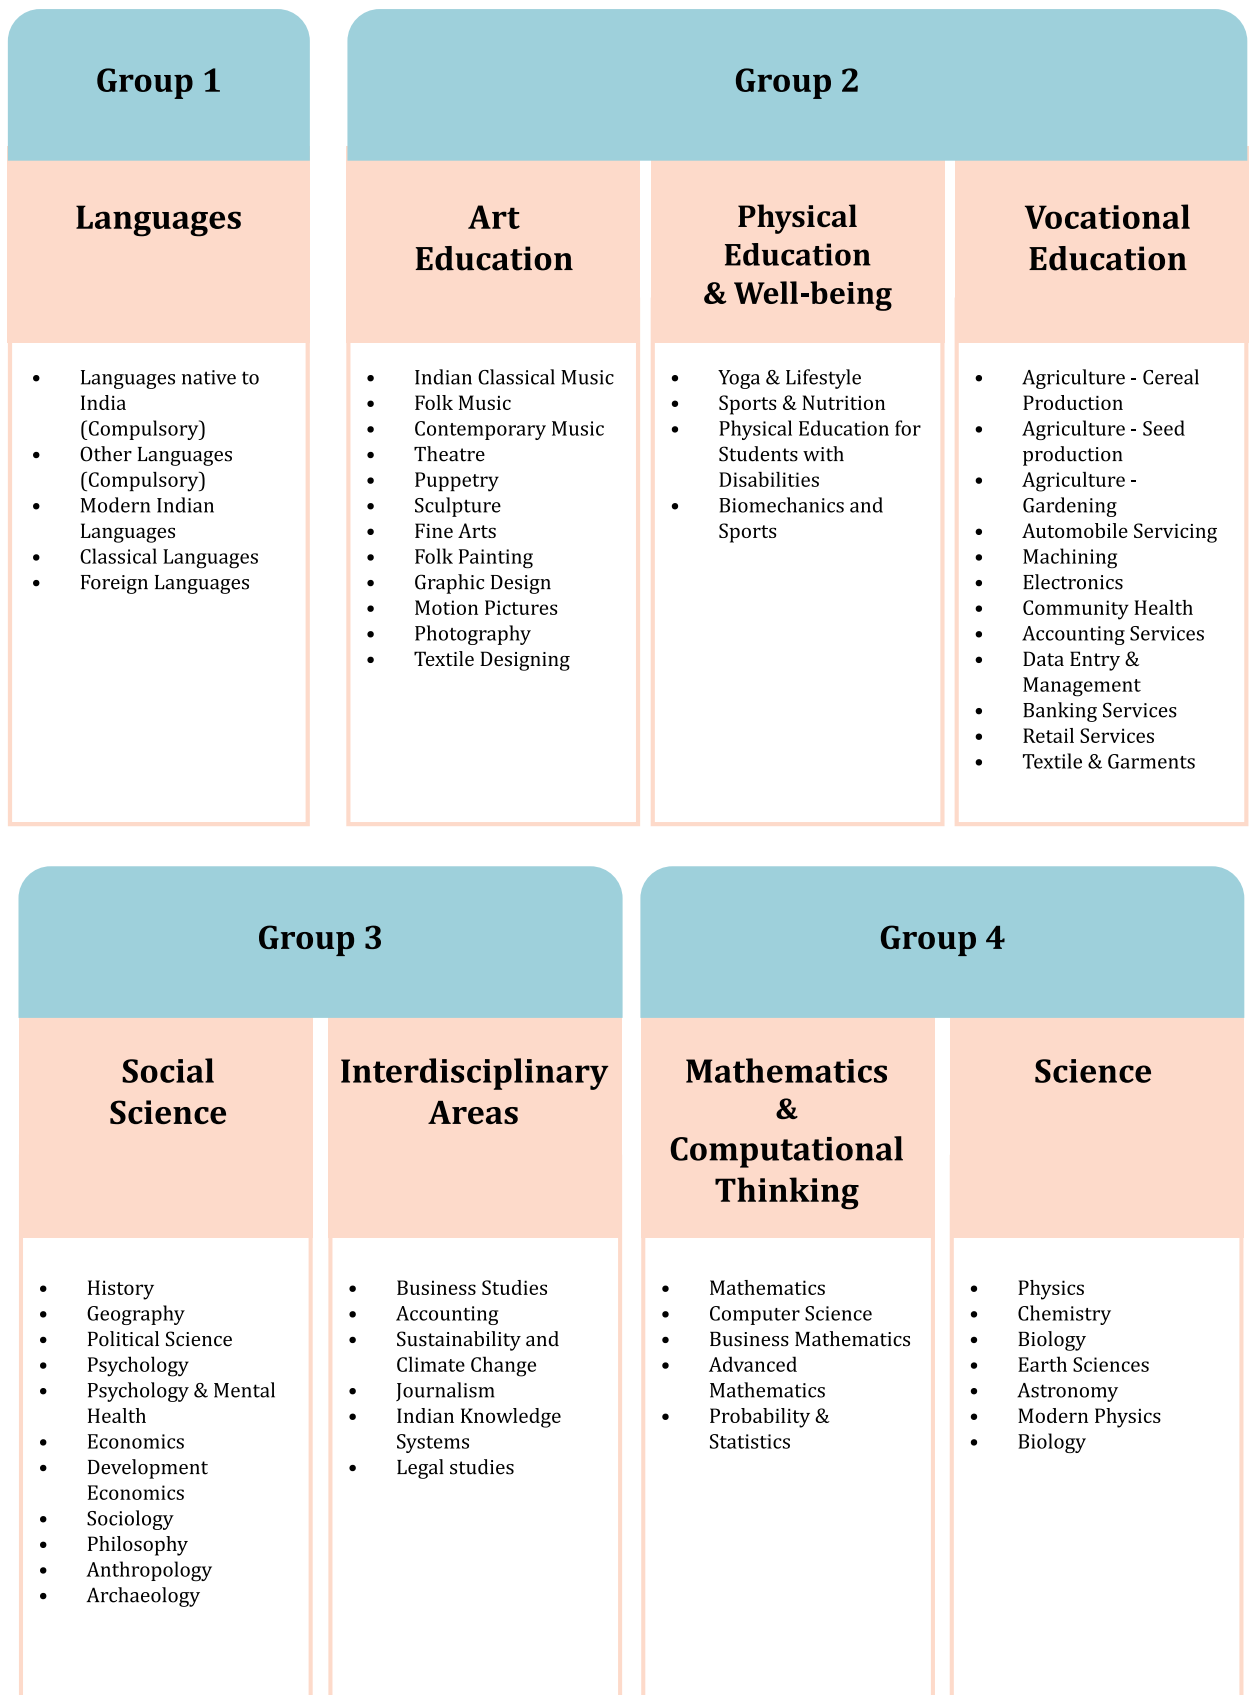 Group 1
Languages
• Languages native to
India
(Compulsory)
• Other Languages
(Compulsory)
• Modern Indian
Languages
• Classical Languages
• Foreign Languages
Group 2
Art
Education
• Indian Classical Music
• Folk Music
• Contemporary Music
• Theatre
• Puppetry
• Sculpture
• Fine Arts
• Folk Painting
• Graphic Design
• Motion Pictures
• Photography
• Textile Designing
Physical
Education
& Well-being
• Yoga & Lifestyle
• Sports & Nutrition
• Physical Education for
Students with
Disabilities
• Biomechanics and
Sports
Vocational
Education
• Agriculture - Cereal
Production
• Agriculture - Seed
production
• Agriculture -
Gardening
• Automobile Servicing
• Machining
• Electronics
• Community Health
• Accounting Services
• Data Entry &
Management
• Banking Services
• Retail Services
• Textile & Garments
Group 3
Social
Science
• History
• Geography
• Political Science
• Psychology
• Psychology & Mental
Health
• Economics
• Development
Economics
• Sociology
• Philosophy
• Anthropology
• Archaeology
Interdisciplinary
Areas
• Business Studies
• Accounting
• Sustainability and
Climate Change
• Journalism
• Indian Knowledge
Systems
• Legal studies
Group 4
Mathematics
&
Computational
Thinking
• Mathematics
• Computer Science
• Business Mathematics
• Advanced
Mathematics
• Probability &
Statistics
Science
• Physics
• Chemistry
• Biology
• Earth Sciences
• Astronomy
• Modern Physics
• Biology